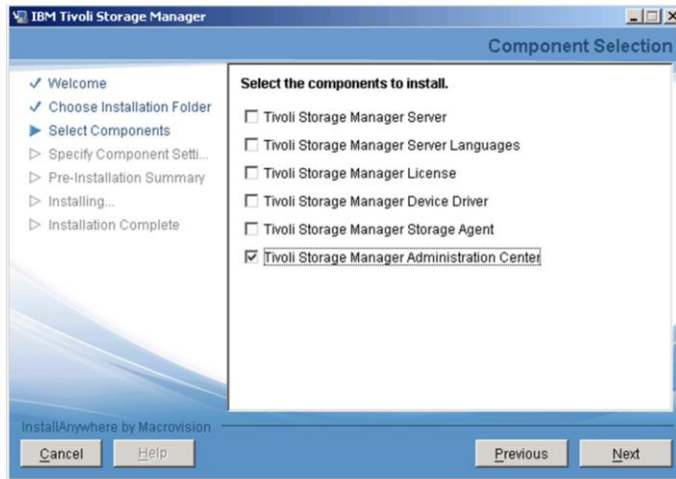 IBM Tivoli Storage Manager
Component Selection
Welcome
Choose Installation Folder
Select Components
Specify Component Setti...
Pre-Installation Summary
Installing...
Installation Complete
Select the components to install.
Tivoli Storage Manager Server
Tivoli Storage Manager Server Languages
Tivoli Storage Manager License
Tivoli Storage Manager Device Driver
Tivoli Storage Manager Storage Agent
Tivoli Storage Manager Administration Center
InstallAnywhere by Macrovision
Cancel
Help
Previous
Next